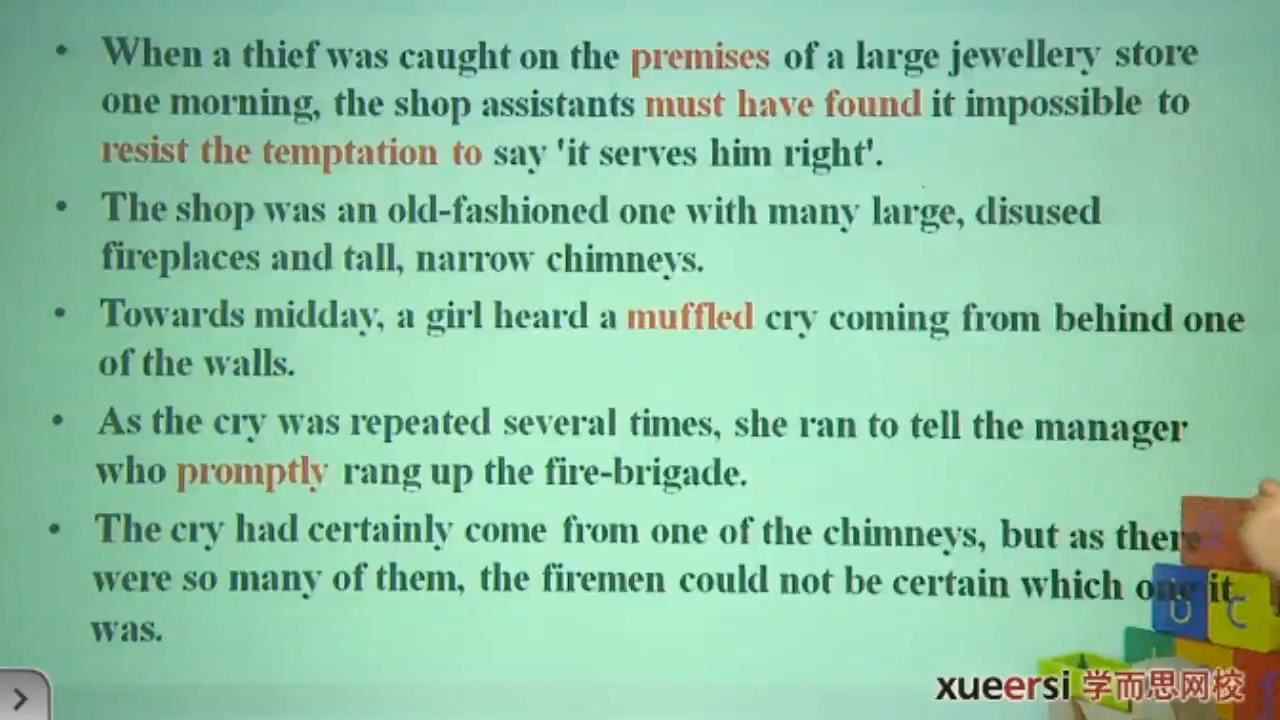 • When a thief was caught on the premises of a large jewellery store
one morning, the shop assistants must have found it impossible to
resist the temptation to say 'it serves him right'.
• The shop was an old-fashioned one with many large, disused
fireplaces and tall, narrow chimneys.
• Towards midday, a girl heard a muffled cry coming from behind one
of the walls.
• As the cry was repeated several times, she ran to tell the manager
who promptly rang up the fire-brigade.
• The cry had certainly come from one of the chimneys, but as there
were so many of them, the firemen could not be certain which one it
was.
xueersi 学而思网校